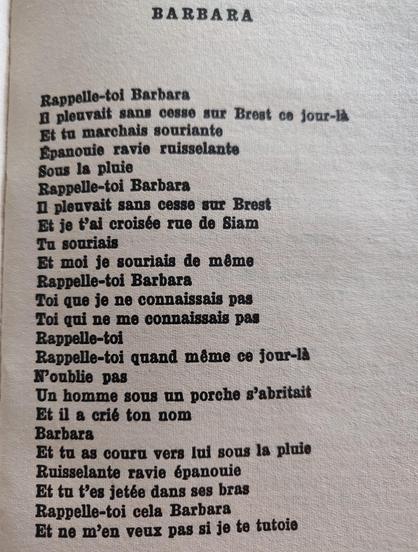 BARBARA
Rappelle-toi Barbara
Il pleuvait sans cesse sur Brest ce jour-là
Et tu marchais souriante
Épanouie ravie ruisselante
Sous la pluie
Rappelle-toi Barbara
Il pleuvait sans cesse sur Brest
Et je t'ai croisée rue de Siam
Tu souriais
Et moi je souriais de même
Rappelle-toi Barbara
Toi que je ne connaissais pas
Toi qui ne me connaissais pas
Rappelle-toi
Rappelle-toi quand même ce jour-là
N'oublie pas
Un homme sous un porche s'abritait
Et il a crié ton nom
Barbara
Et tu as couru vers lui sous la pluie
Ruisselante ravie épanouie
Et tu t'es jetée dans ses bras
Rappelle-toi cela Barbara
Et ne m'en veux pas si je te tutoie